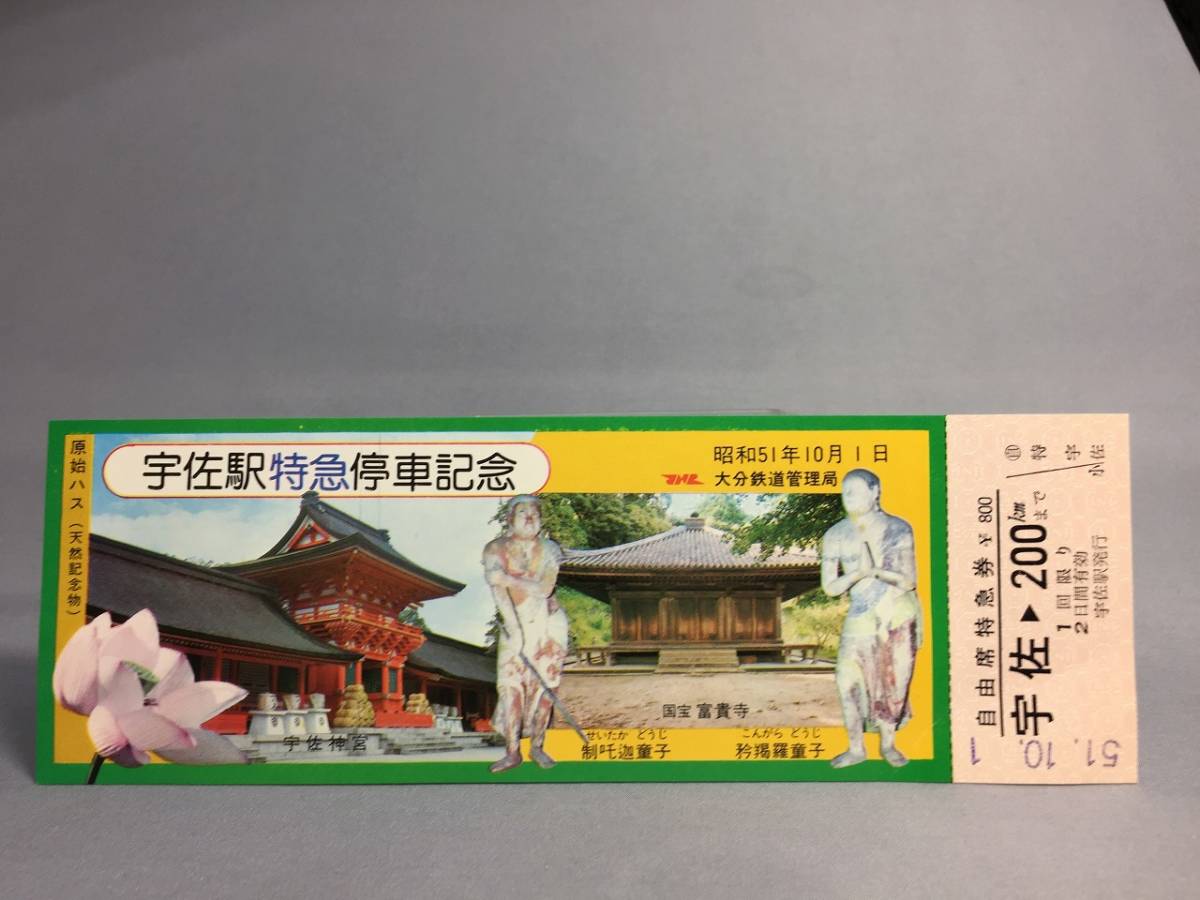 宇佐駅特急停車記念
昭和51年10月1日
JNR 大分鉄道管理局
原始ハス(天然記念物)
宇佐神宮
国宝 富貴寺
せいたか どうじ
制吒迦童子
こんがら どうじ
矜羯羅童子
特 宇
小 佐
自由席特急券 ¥800
宇佐▶200kmまで
1回限り
2日間有効
宇佐駅発行
51.10.1